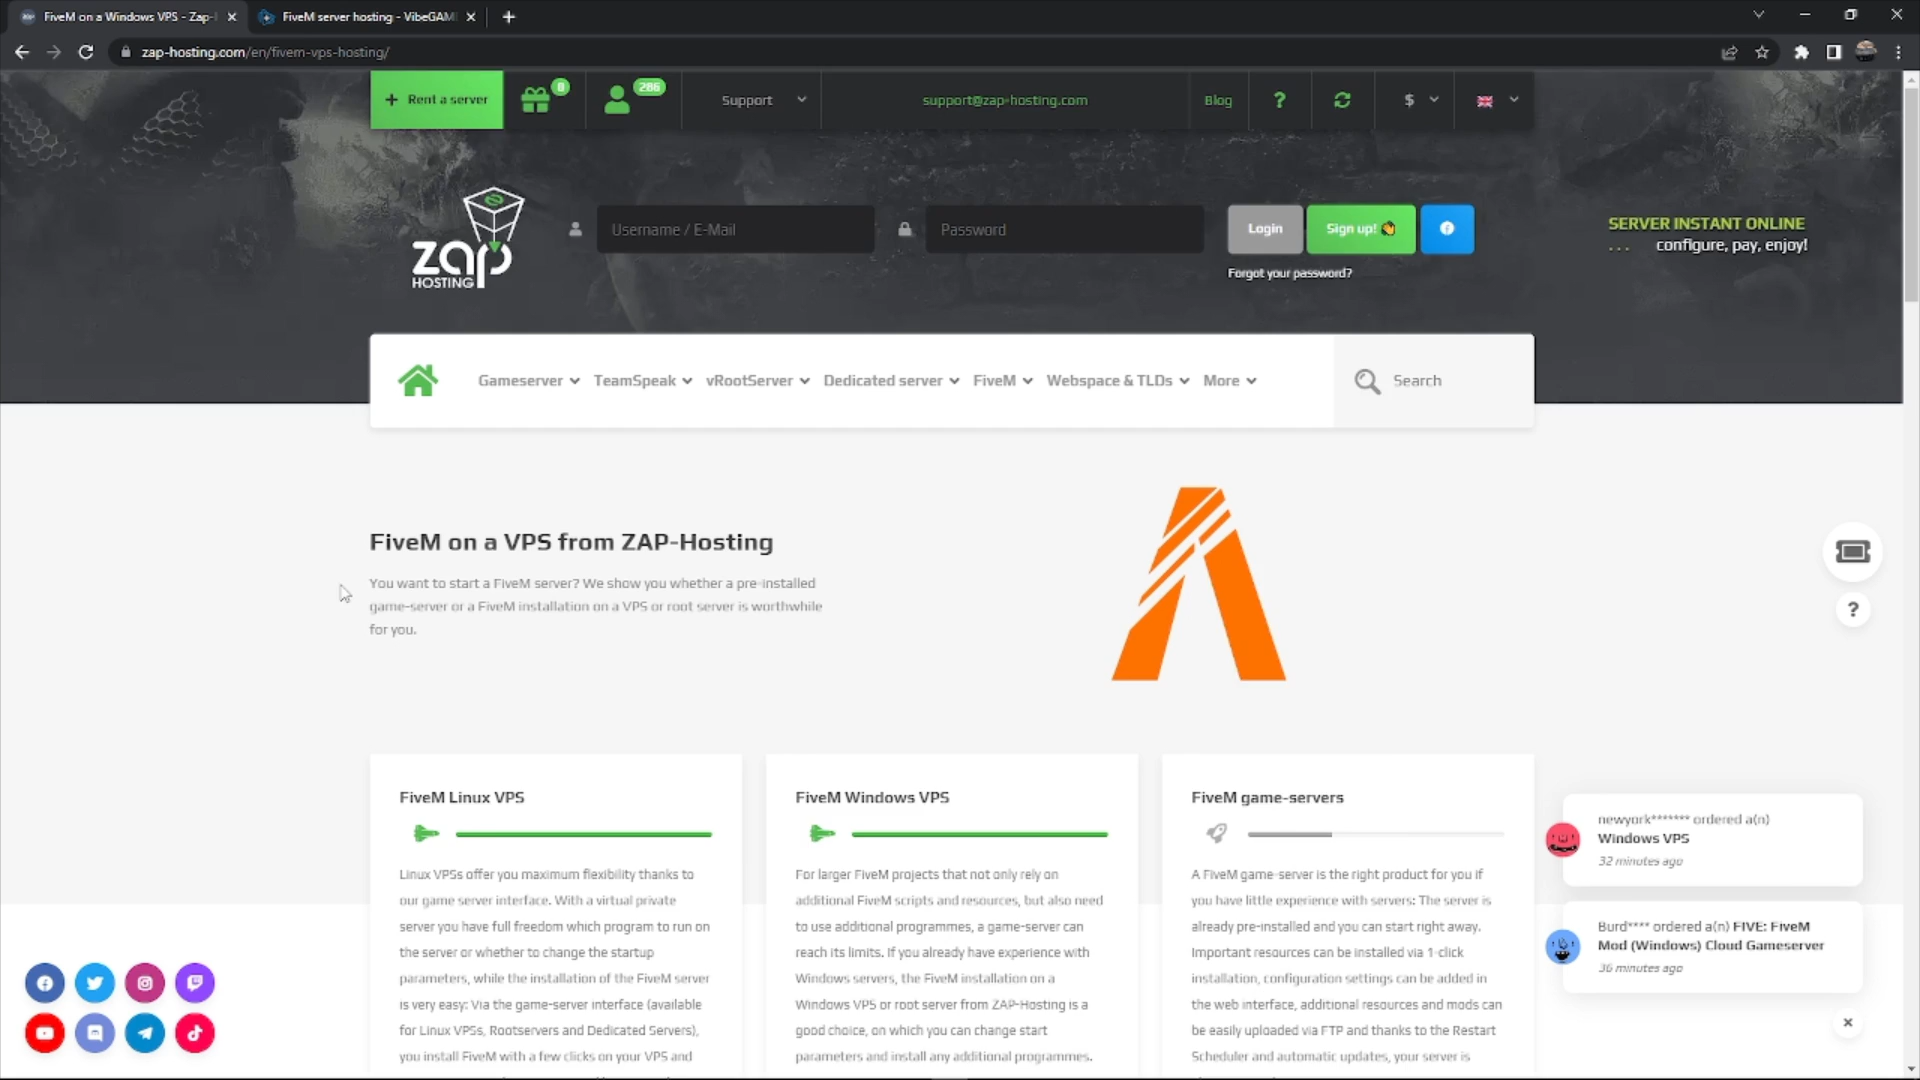 FiveM on a Windows VPS - Zap-
FiveM server hosting - VibeGAM
zap-hosting.com/en/fivem-vps-hosting/
+ Rent a server
0
286
Support
support@zap-hosting.com
Blog
?
$
zap
HOSTING
Username / E-Mail
Password
Login
Sign up!
Forgot your password?
SERVER INSTANT ONLINE
... configure, pay, enjoy!
Gameserver
TeamSpeak
vRootServer
Dedicated server
FiveM
Webspace & TLDs
More
Search
FiveM on a VPS from ZAP-Hosting
You want to start a FiveM server? We show you whether a pre-installed
game-server or a FiveM installation on a VPS or root server is worthwhile
for you.
?
FiveM Linux VPS
Linux VPSs offer you maximum flexibility thanks to
our game server interface. With a virtual private
server you have full freedom which program to run on
the server or whether to change the startup
parameters, while the installation of the FiveM server
is very easy: Via the game-server interface (available
for Linux VPSs, Rootservers and Dedicated Servers),
you install FiveM with a few clicks on your VPS and
FiveM Windows VPS
For larger FiveM projects that not only rely on
additional FiveM scripts and resources, but also need
to use additional programmes, a game-server can
reach its limits. If you already have experience with
Windows servers, the FiveM installation on a
Windows VPS or root server from ZAP-Hosting is a
good choice, on which you can change start
parameters and install any additional programmes.
FiveM game-servers
A FiveM game-server is the right product for you if
you have little experience with servers: The server is
already pre-installed and you can start right away.
Important resources can be installed via 1-click
installation, configuration settings can be added in
the web interface, additional resources and mods can
be easily uploaded via FTP and thanks to the Restart
Scheduler and automatic updates, your server is
newyork******* ordered a(n)
Windows VPS
32 minutes ago
Burd**** ordered a(n) FIVE: FiveM
Mod (Windows) Cloud Gameserver
36 minutes ago